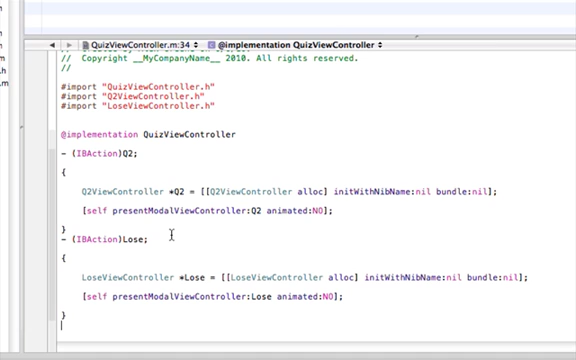 QuizViewController.m:34 @implementation QuizViewController
// Copyright __MyCompanyName__ 2010. All rights reserved.
//
#import "QuizViewController.h"
#import "Q2ViewController.h"
#import "LoseViewController.h"
@implementation QuizViewController
- (IBAction)Q2;
{
Q2ViewController *Q2 = [[Q2ViewController alloc] initWithNibName:nil bundle:nil];
[self presentModalViewController:Q2 animated:NO];
}
- (IBAction)Lose;
{
LoseViewController *Lose = [[LoseViewController alloc] initWithNibName:nil bundle:nil];
[self presentModalViewController:Lose animated:NO];
}